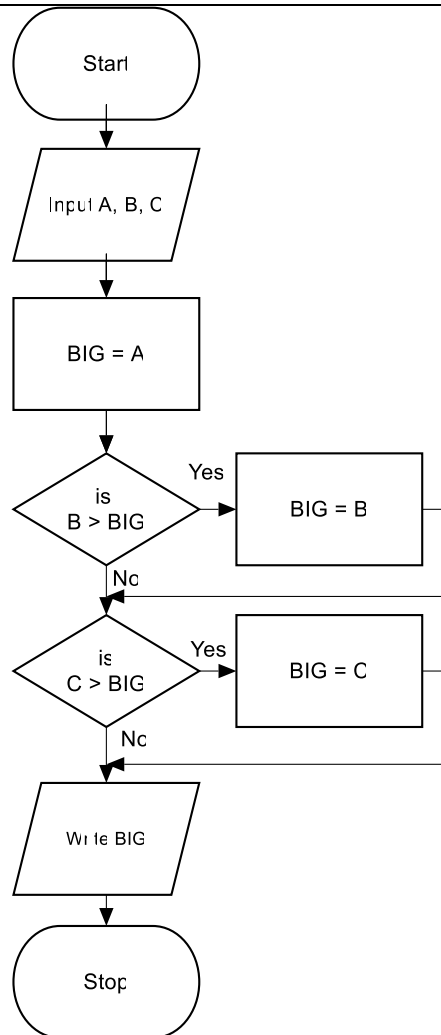 Start
Input A, B, C
BIG = A
is
B > BIG
Yes
BIG = B
No
is
C > BIG
Yes
BIG = C
No
Write BIG
Stop